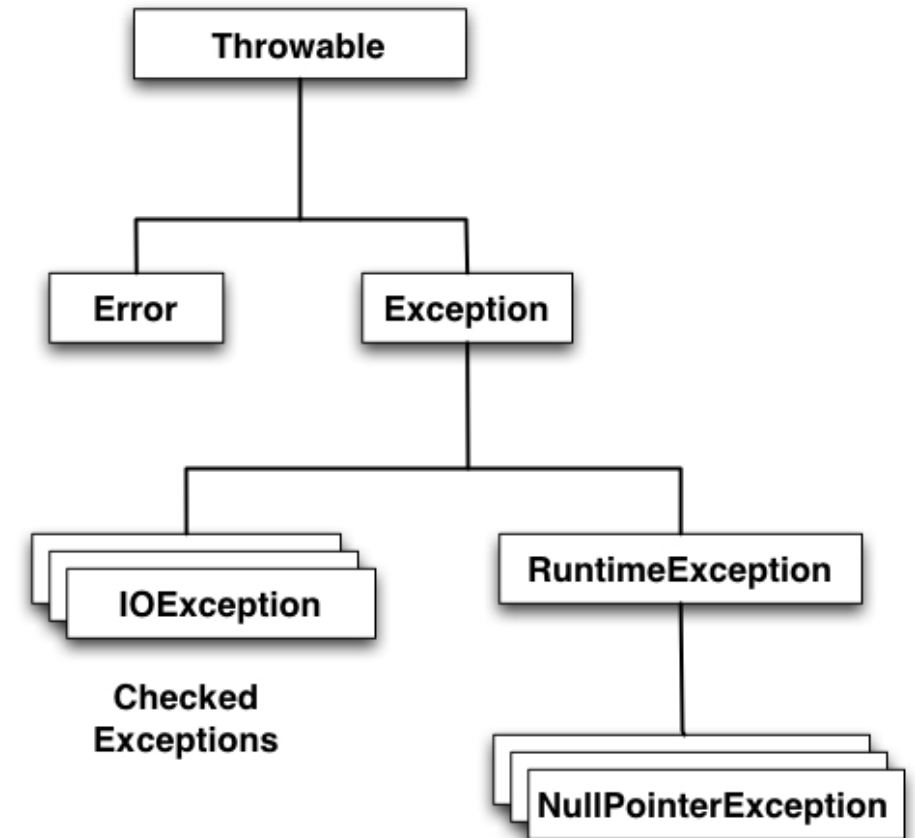 Throwable
Error
Exception
IOException
RuntimeException
Checked
Exceptions
NullPointerException